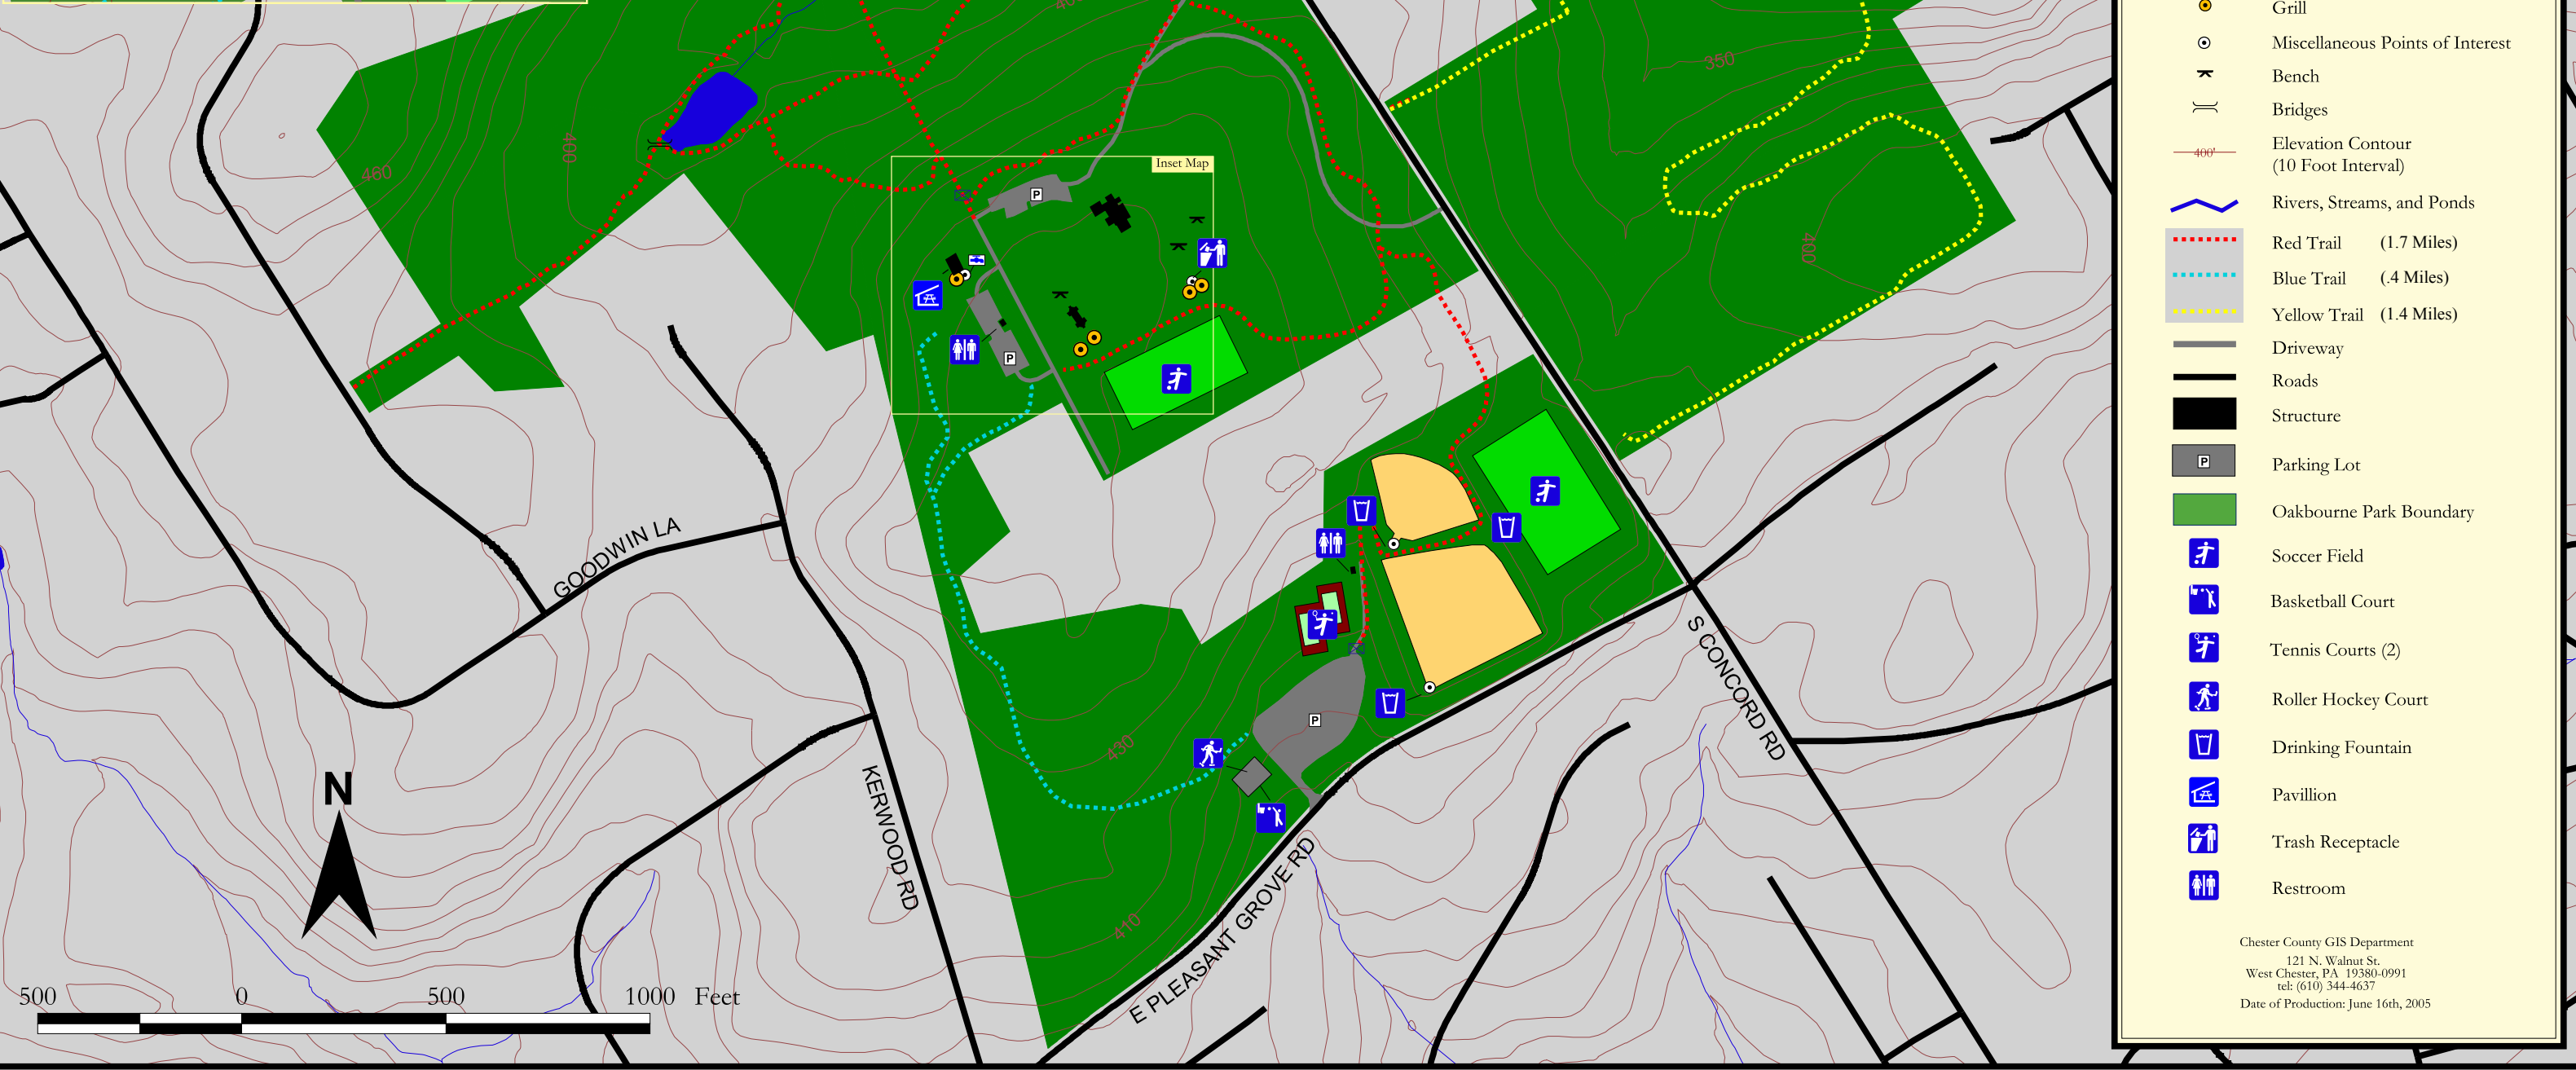 400
350
460
400
Inset Map
P
P
400
GOODWIN LA
S CONCORD RD
P
430
KERWOOD RD
410
E PLEASANT GROVE RD
N
500 0 500 1000 Feet
Grill
Miscellaneous Points of Interest
Bench
Bridges
400'
Elevation Contour
(10 Foot Interval)
Rivers, Streams, and Ponds
Red Trail (1.7 Miles)
Blue Trail (.4 Miles)
Yellow Trail (1.4 Miles)
Driveway
Roads
Structure
P Parking Lot
Oakbourne Park Boundary
Soccer Field
Basketball Court
Tennis Courts (2)
Roller Hockey Court
Drinking Fountain
Pavillion
Trash Receptacle
Restroom
Chester County GIS Department
121 N. Walnut St.
West Chester, PA 19380-0991
tel: (610) 344-4637
Date of Production: June 16th, 2005